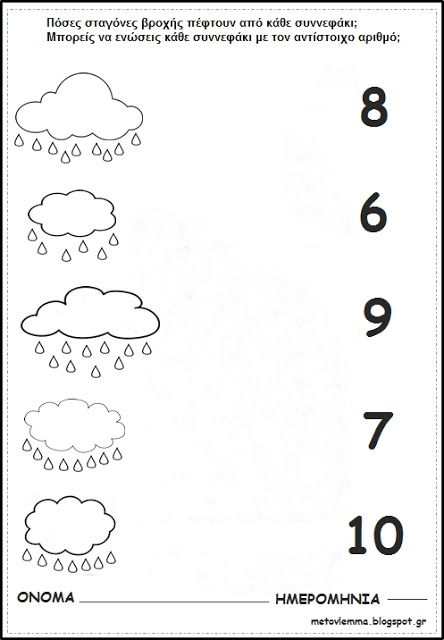 Πόσες σταγόνες βροχής πέφτουν από κάθε συννεφάκι;
Μπορείς να ενώσεις κάθε συννεφάκι με τον αντίστοιχο αριθμό;
8
6
9
7
10
ΟΝΟΜΑ ΗΜΕΡΟΜΗΝΙΑ
metovlemma.blogspot.gr